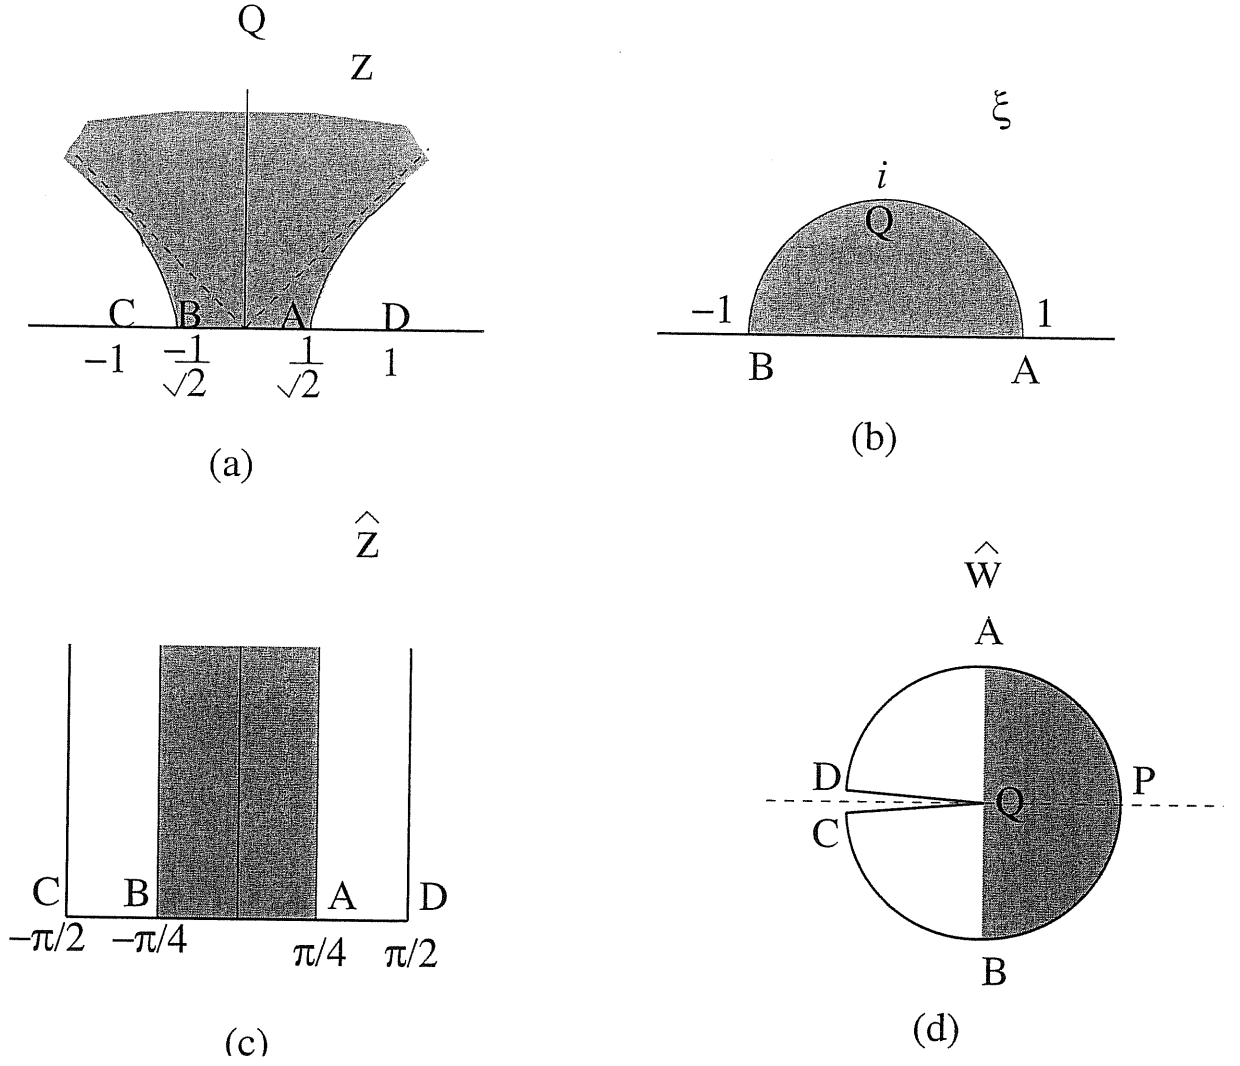 Q
Z
C B A D
−1 −1/√2 1/√2 1
(a)
ξ
i
Q
−1 1
B A
(b)
^
Z
C B A D
−π/2 −π/4 π/4 π/2
(c)
^
W
A
D P
Q
C
B
(d)